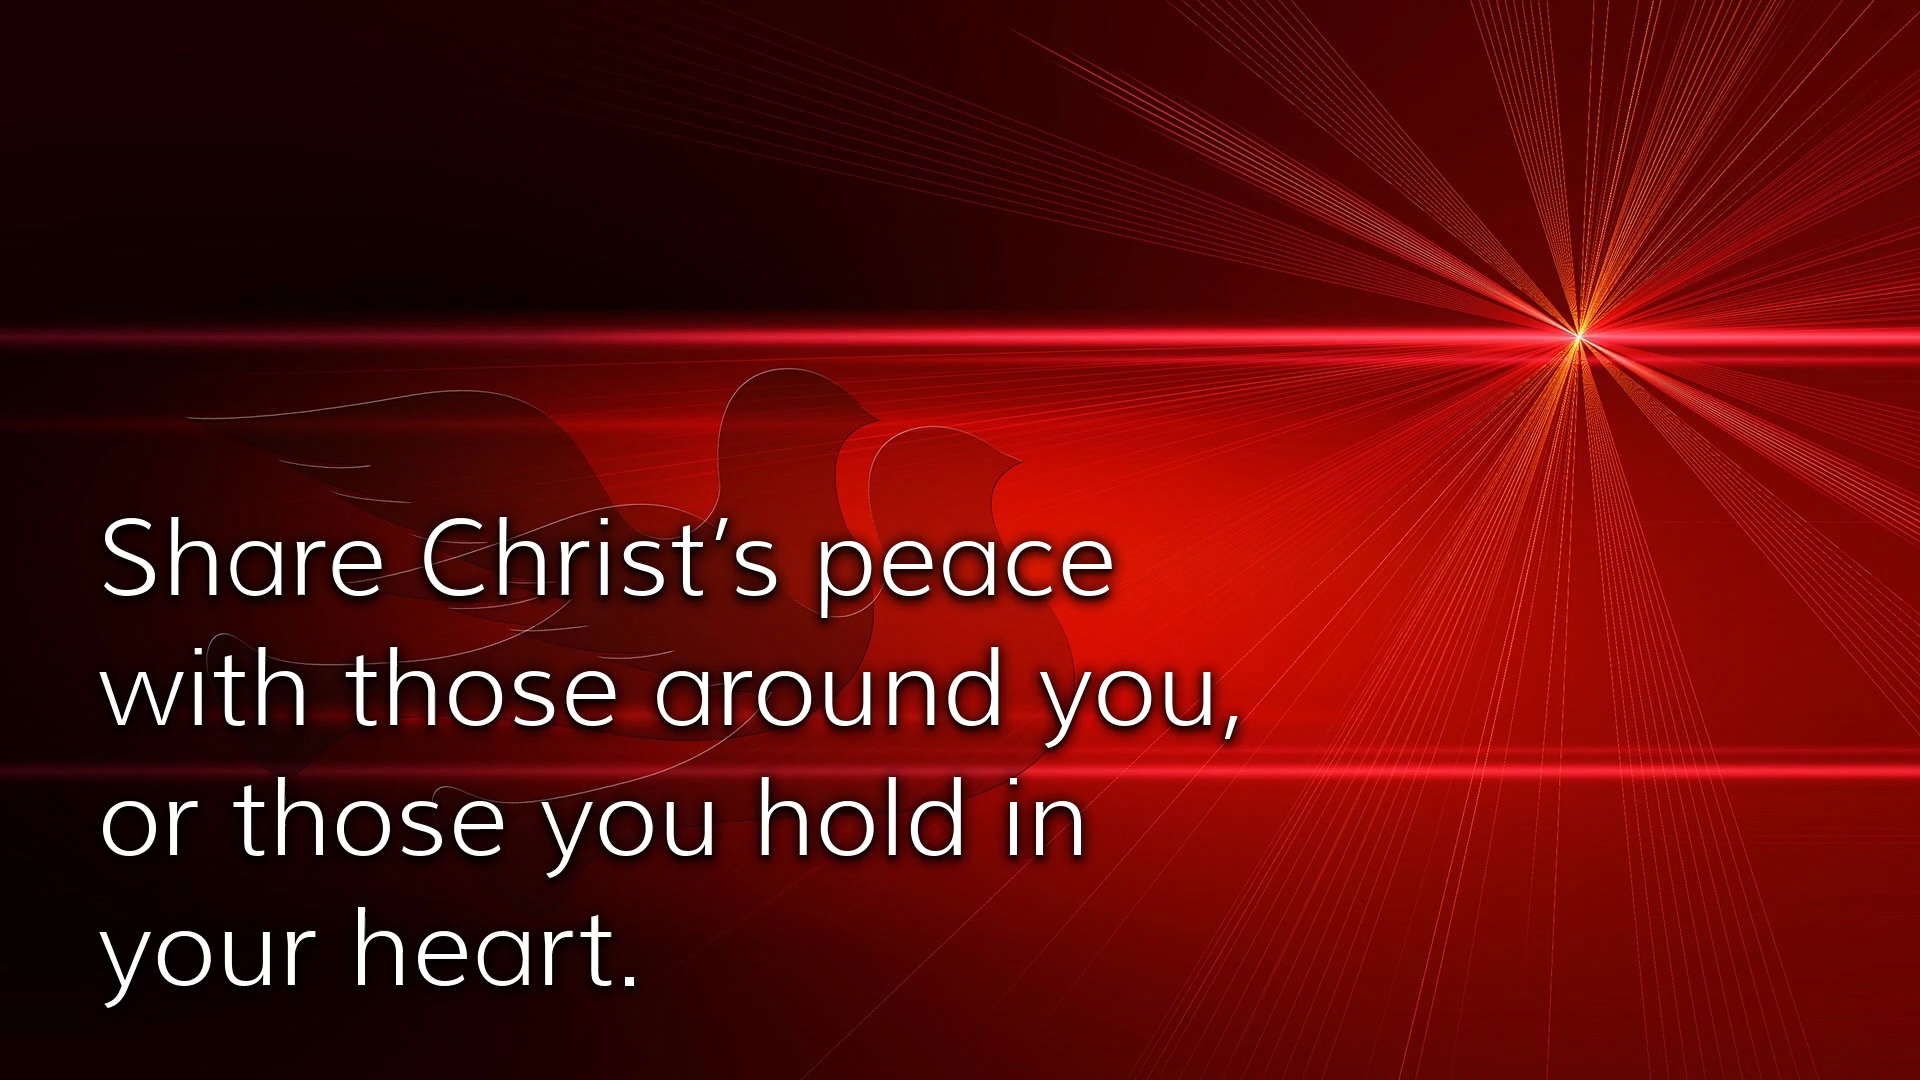 Share Christ’s peace
with those around you,
or those you hold in
your heart.